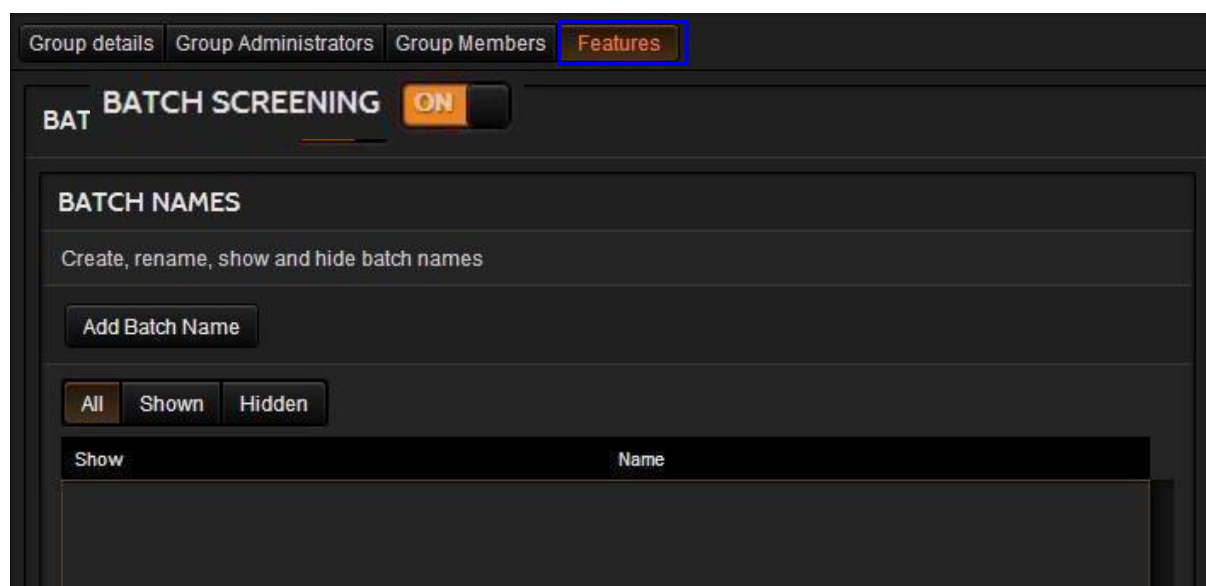 Group details Group Administrators Group Members Features
BAT BATCH SCREENING ON
BATCH NAMES
Create, rename, show and hide batch names
Add Batch Name
All Shown Hidden
Show Name